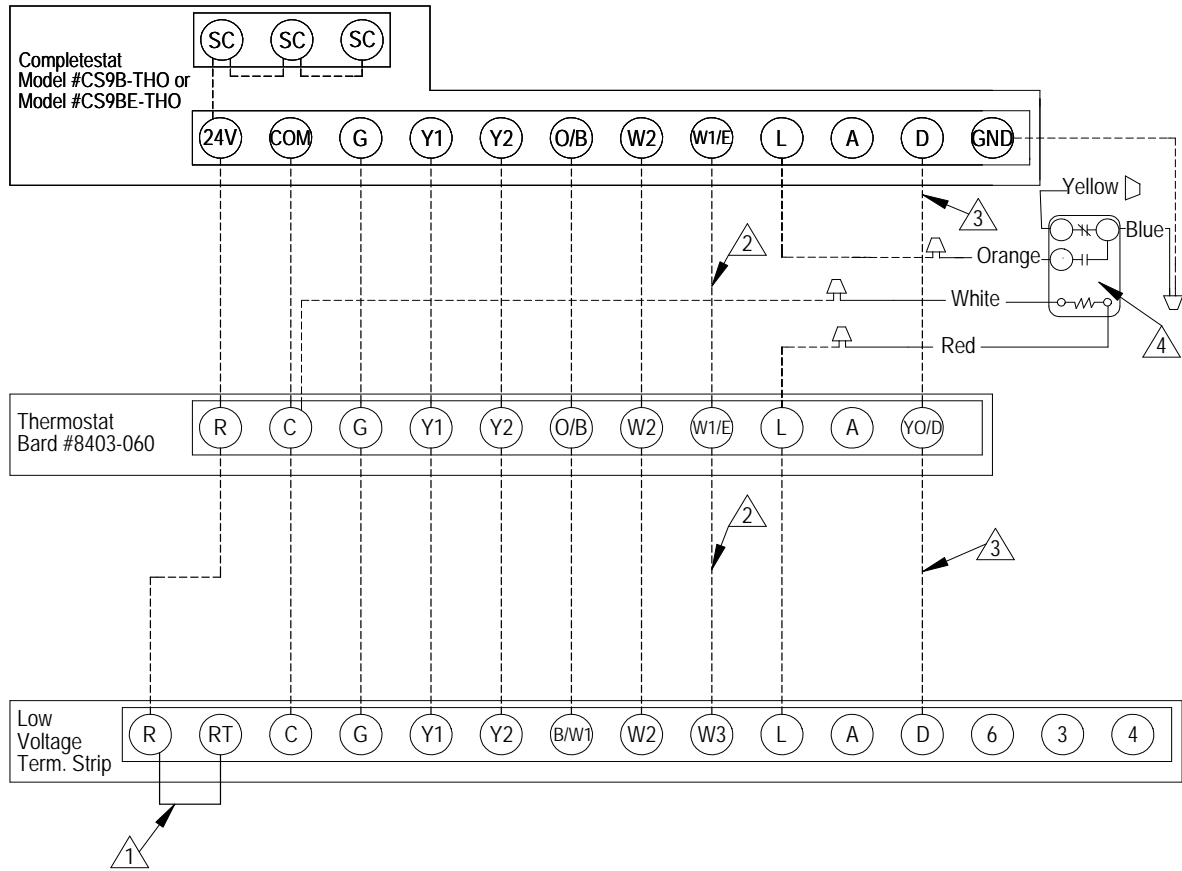 SC SC SC
Completestat
Model #CS9B-THO or
Model #CS9BE-THO
24V COM G Y1 Y2 O/B W2 W1/E L A D GND
Yellow
3
Blue
2
Orange
White
4
Red
Thermostat
Bard #8403-060
R C G Y1 Y2 O/B W2 W1/E L A YO/D
2
3
Low
Voltage
Term. Strip
R RT C G Y1 Y2 B/W1 W2 W3 L A D 6 3 4
1